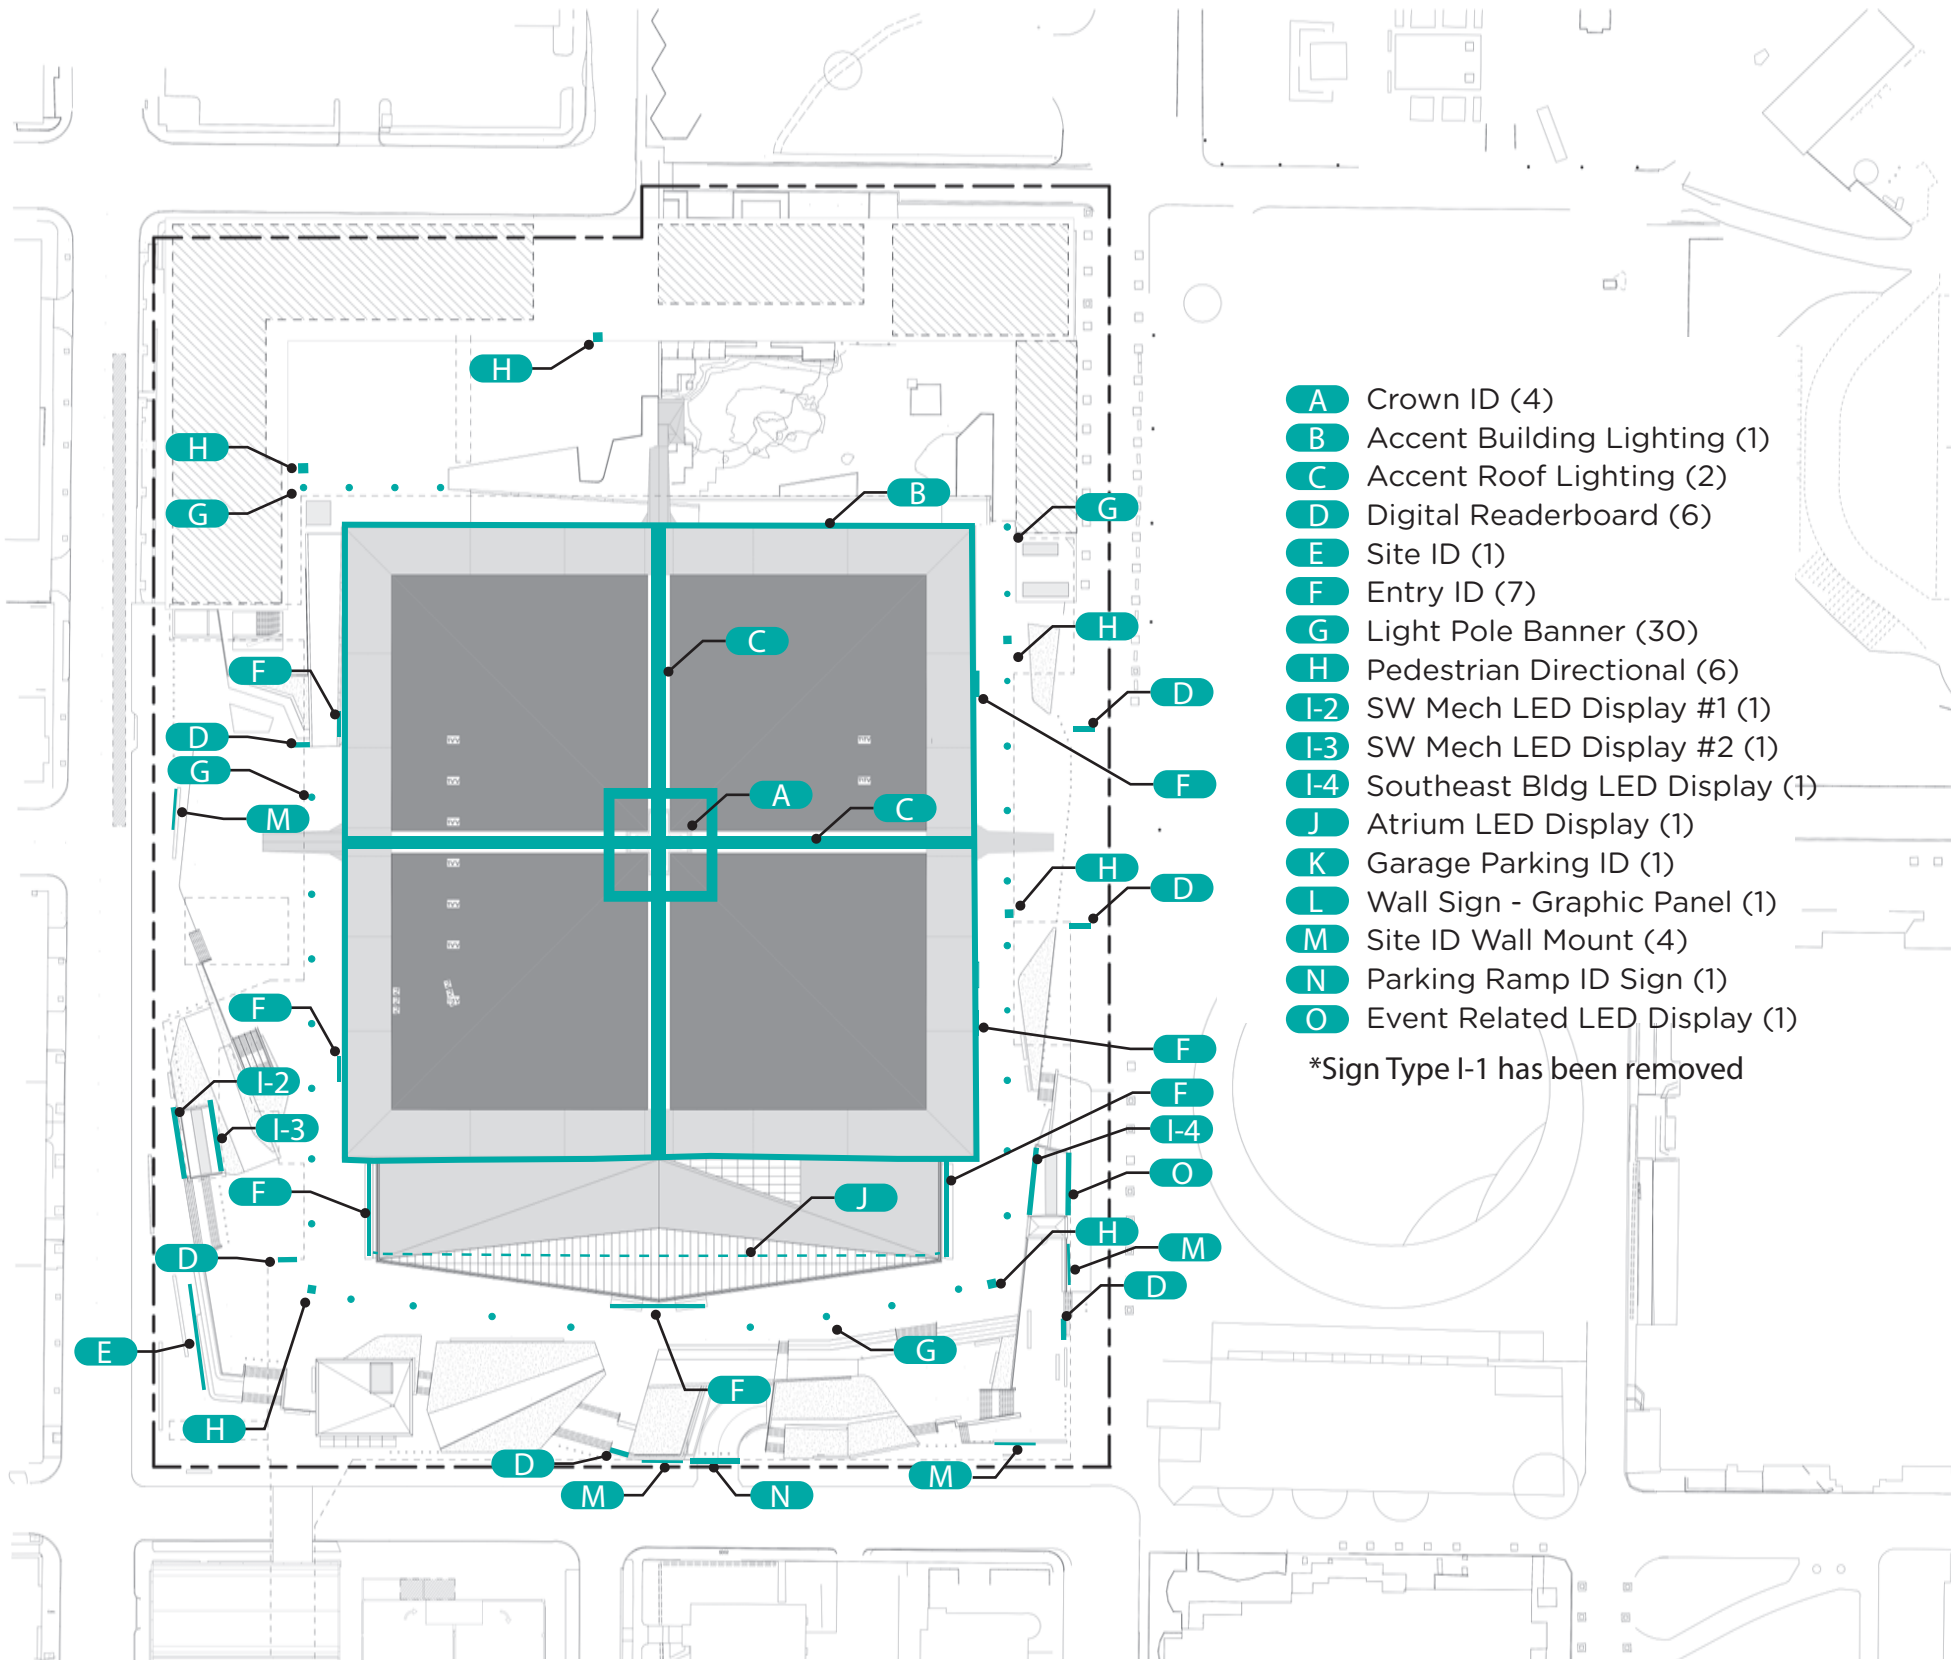 H
H
G
B
G
H
C
F
D
D
G
A
C
M
F
H
D
F
F
I-2
F
I-3
I-4
O
F
J
H
M
D
D
E
G
F
H
D
M
M
N
A Crown ID (4)
B Accent Building Lighting (1)
C Accent Roof Lighting (2)
D Digital Readerboard (6)
E Site ID (1)
F Entry ID (7)
G Light Pole Banner (30)
H Pedestrian Directional (6)
I-2 SW Mech LED Display #1 (1)
I-3 SW Mech LED Display #2 (1)
I-4 Southeast Bldg LED Display (1)
J Atrium LED Display (1)
K Garage Parking ID (1)
L Wall Sign - Graphic Panel (1)
M Site ID Wall Mount (4)
N Parking Ramp ID Sign (1)
O Event Related LED Display (1)
*Sign Type I-1 has been removed